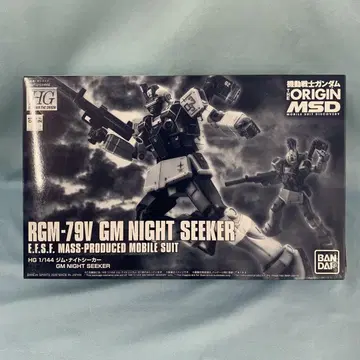 HG
機動戦士ガンダム
THE ORIGIN
MSD
MOBILE SUIT DISCOVERY
RGM-79V GM NIGHT SEEKER
E.F.S.F. MASS-PRODUCED MOBILE SUIT
HG 1/144 ジム・ナイトシーカー
GM NIGHT SEEKER
BAN
DAI